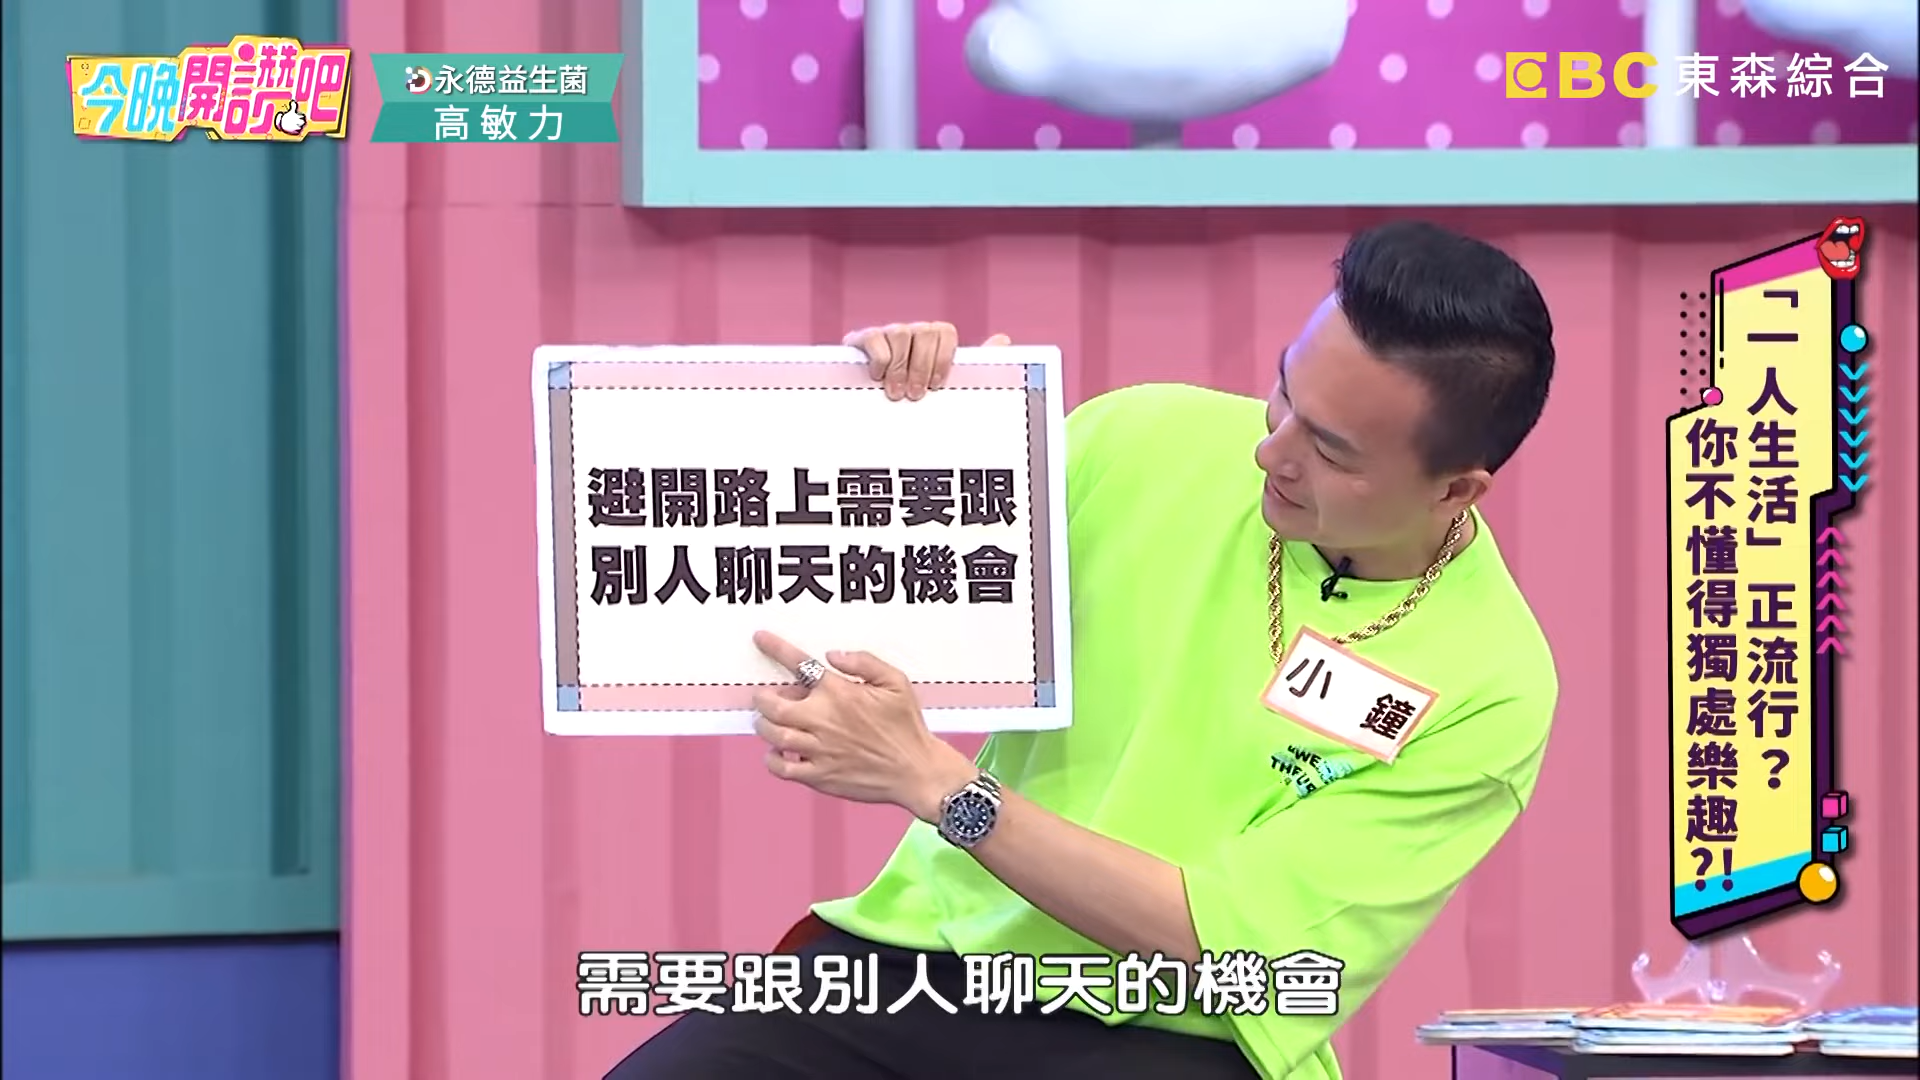 今晚開讚吧
永德益生菌
高敏力
EBC 東森綜合
「一人生活」正流行？
你不懂得獨處樂趣?!
避開路上需要跟
別人聊天的機會
小鐘
需要跟別人聊天的機會